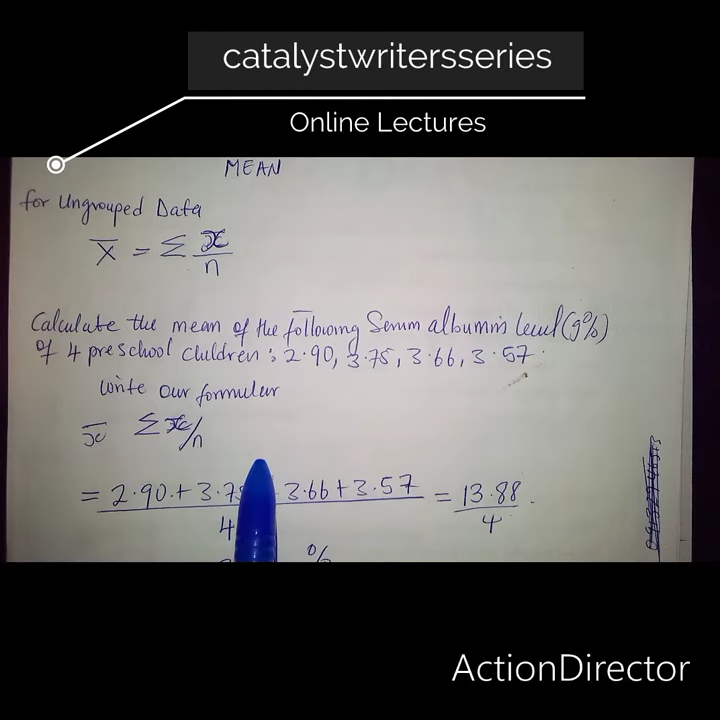 catalystwritersseries
Online Lectures
MEAN
for Ungrouped Data
X̅ = Σ x/n
Calculate the mean of the following Serum albumins level (g%)
of 4 preschool children : 2.90, 3.75, 3.66, 3.57.
Write our formular
x̅ Σx/n
= 2.90 + 3.75 3.66 + 3.57 / 4 = 13.88 / 4
%
ActionDirector